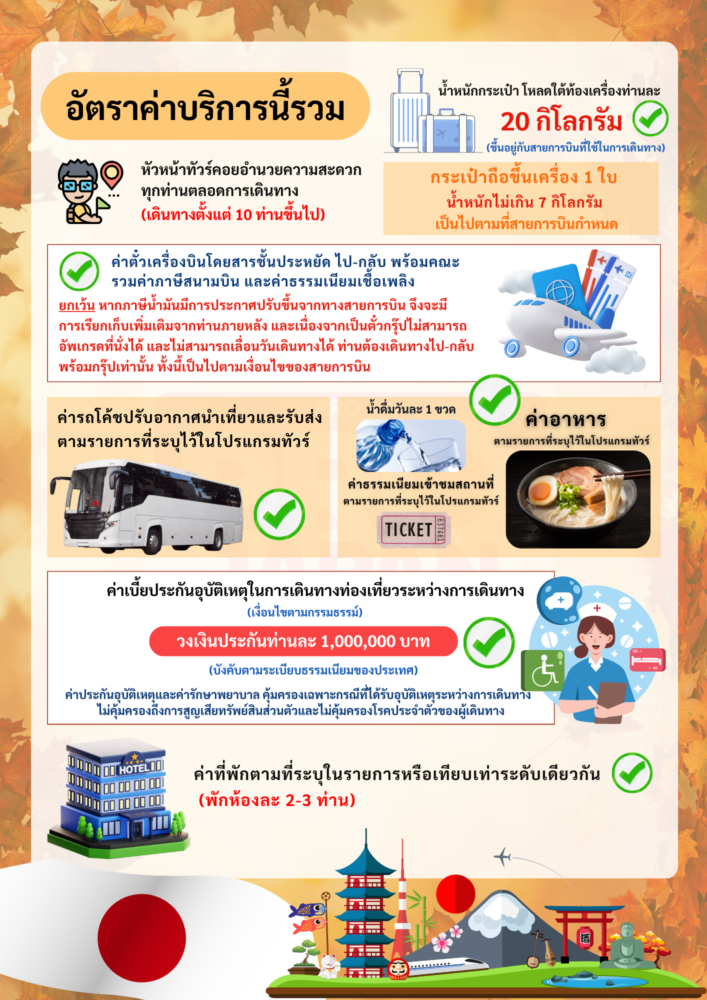 อัตราค่าบริการนี้รวม
น้ำหนักกระเป๋า โหลดใต้ท้องเครื่องท่านละ
20 กิโลกรัม
(ขึ้นอยู่กับสายการบินที่ใช้ในการเดินทาง)
หัวหน้าทัวร์คอยอำนวยความสะดวก
ทุกท่านตลอดการเดินทาง
(เดินทางตั้งแต่ 10 ท่านขึ้นไป)
กระเป๋าถือขึ้นเครื่อง 1 ใบ
น้ำหนักไม่เกิน 7 กิโลกรัม
เป็นไปตามที่สายการบินกำหนด
ค่าตั๋วเครื่องบินโดยสารชั้นประหยัด ไป-กลับ พร้อมคณะ
รวมค่าภาษีสนามบิน และค่าธรรมเนียมเชื้อเพลิง
ยกเว้น หากภาษีน้ำมันมีการประกาศปรับขึ้นจากทางสายการบิน จึงจะมี
การเรียกเก็บเพิ่มเติมจากท่านภายหลัง และเนื่องจากเป็นตั๋วกรุ๊ปไม่สามารถ
อัพเกรดที่นั่งได้ และไม่สามารถเลื่อนวันเดินทางได้ ท่านต้องเดินทางไป-กลับ
พร้อมกรุ๊ปเท่านั้น ทั้งนี้เป็นไปตามเงื่อนไขของสายการบิน
ค่ารถโค้ชปรับอากาศนำเที่ยวและรับส่ง
ตามรายการที่ระบุไว้ในโปรแกรมทัวร์
น้ำดื่มวันละ 1 ขวด
ค่าธรรมเนียมเข้าชมสถานที่
ตามรายการที่ระบุไว้ในโปรแกรมทัวร์
TICKET
837481
ค่าอาหาร
ตามรายการที่ระบุไว้ในโปรแกรมทัวร์
JAPAN
ค่าเบี้ยประกันอุบัติเหตุในการเดินทางท่องเที่ยวระหว่างการเดินทาง
(เงื่อนไขตามกรรมธรรม์)
วงเงินประกันท่านละ 1,000,000 บาท
(บังคับตามระเบียบธรรมเนียมของประเทศ)
ค่าประกันอุบัติเหตุและค่ารักษาพยาบาล คุ้มครองเฉพาะกรณีที่ได้รับอุบัติเหตุระหว่างการเดินทาง
ไม่คุ้มครองถึงการสูญเสียทรัพย์สินส่วนตัวและไม่คุ้มครองโรคประจำตัวของผู้เดินทาง
HOTEL
ค่าที่พักตามที่ระบุในรายการหรือเทียบเท่าระดับเดียวกัน
(พักห้องละ 2-3 ท่าน)
酒